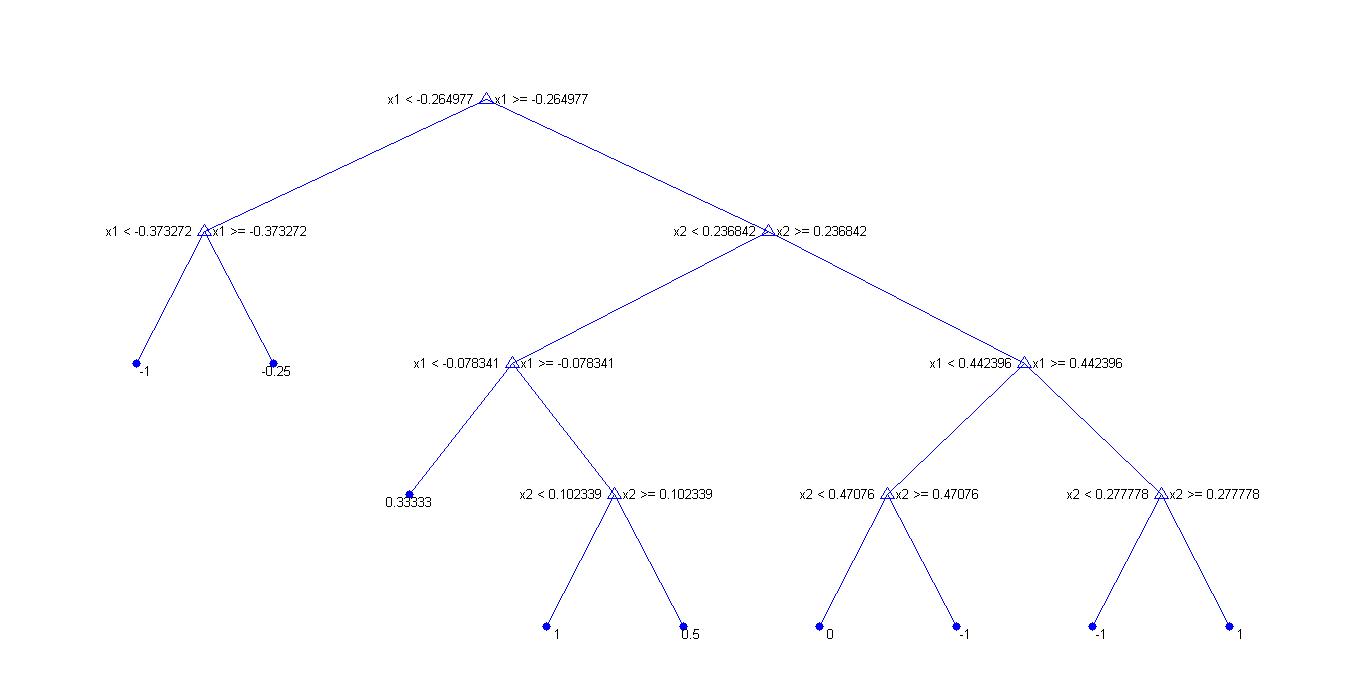 x1 < -0.264977 x1 >= -0.264977
x1 < -0.373272 x1 >= -0.373272 x2 < 0.236842 x2 >= 0.236842
-1 -0.25 x1 < -0.078341 x1 >= -0.078341 x1 < 0.442396 x1 >= 0.442396
0.33333 x2 < 0.102339 x2 >= 0.102339 x2 < 0.47076 x2 >= 0.47076 x2 < 0.277778 x2 >= 0.277778
1 0.5 0 -1 -1 1